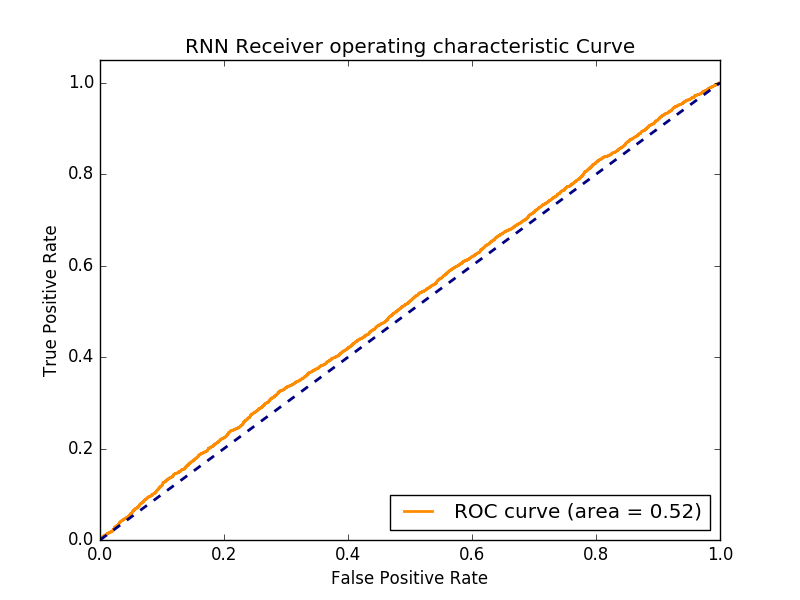 RNN Receiver operating characteristic Curve
1.0
0.8
0.6
0.4
0.2
0.0
True Positive Rate
ROC curve (area = 0.52)
0.0 0.2 0.4 0.6 0.8 1.0
False Positive Rate